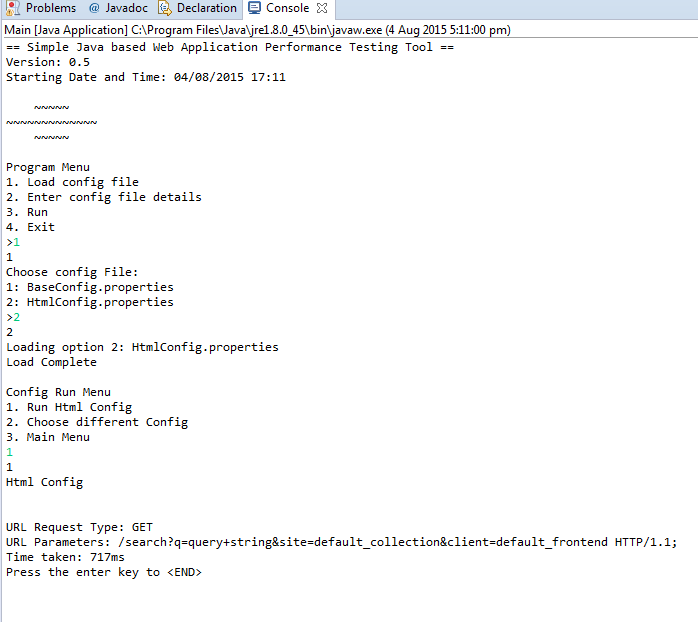 Problems @ Javadoc Declaration Console
Main [Java Application] C:\Program Files\Java\jre1.8.0_45\bin\javaw.exe (4 Aug 2015 5:11:00 pm)
== Simple Java based Web Application Performance Testing Tool ==
Version: 0.5
Starting Date and Time: 04/08/2015 17:11
~~~~~
~~~~~~~~~~~~~
~~~~~
Program Menu
1. Load config file
2. Enter config file details
3. Run
4. Exit
>1
1
Choose config File:
1: BaseConfig.properties
2: HtmlConfig.properties
>2
2
Loading option 2: HtmlConfig.properties
Load Complete
Config Run Menu
1. Run Html Config
2. Choose different Config
3. Main Menu
1
1
Html Config
URL Request Type: GET
URL Parameters: /search?q=query+string&site=default_collection&client=default_frontend HTTP/1.1;
Time taken: 717ms
Press the enter key to <END>